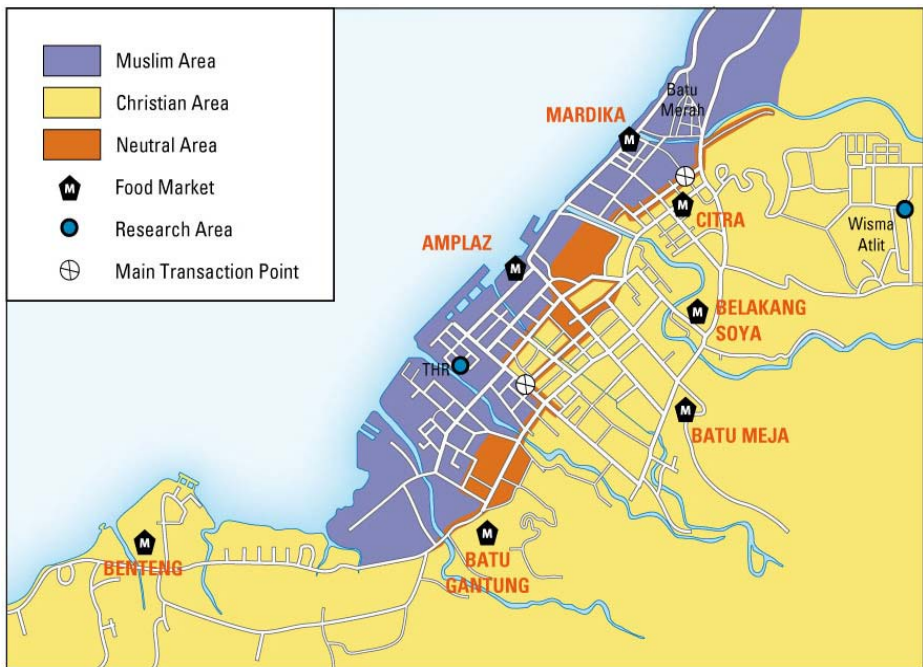 Muslim Area
Christian Area
Neutral Area
M
Food Market
Research Area
Main Transaction Point
Batu
Merah
MARDIKA
M
M
CITRA
Wisma
Atlit
AMPLAZ
M
M
BELAKANG
SOYA
THR
M
BATU MEJA
M
BENTENG
M
BATU
GANTUNG